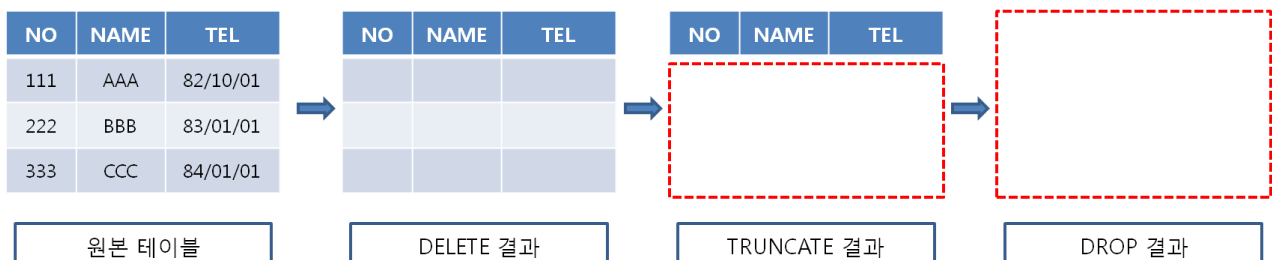 NO NAME TEL
111 AAA 82/10/01
222 BBB 83/01/01
333 CCC 84/01/01
원본 테이블
NO NAME TEL
DELETE 결과
NO NAME TEL
TRUNCATE 결과
DROP 결과